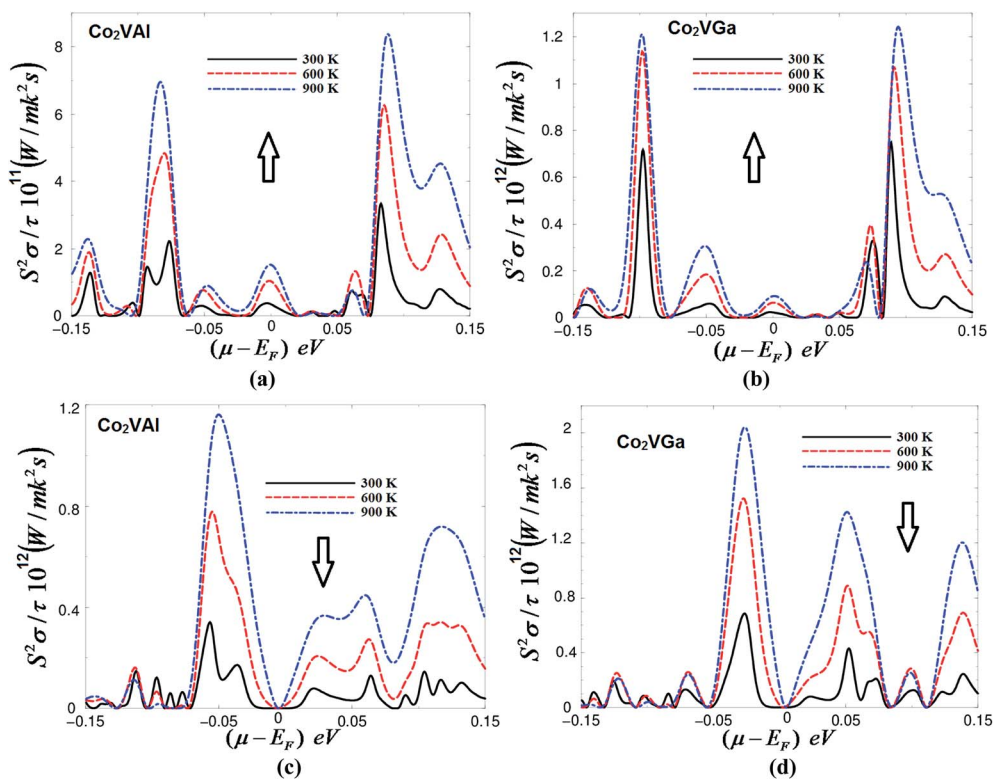 Co₂VAl
300 K
600 K
900 K
8
6
4
2
0
S²σ/τ 10¹¹(W/mk²s)
−0.15
−0.05
0
0.05
0.15
(μ−E_F) eV
(a)
Co₂VGa
300 K
600 K
900 K
1.2
1
0.8
0.6
0.4
0.2
0
S²σ/τ 10¹²(W/mk²s)
−0.15
−0.05
0
0.05
0.15
(μ−E_F) eV
(b)
Co₂VAl
300 K
600 K
900 K
1.2
0.8
0.4
0
S²σ/τ 10¹²(W/mk²s)
−0.15
−0.05
0
0.05
0.15
(μ−E_F) eV
(c)
Co₂VGa
300 K
600 K
900 K
2
1.6
1.2
0.8
0.4
0
S²σ/τ 10¹²(W/mk²s)
−0.15
−0.05
0
0.05
0.15
(μ−E_F) eV
(d)